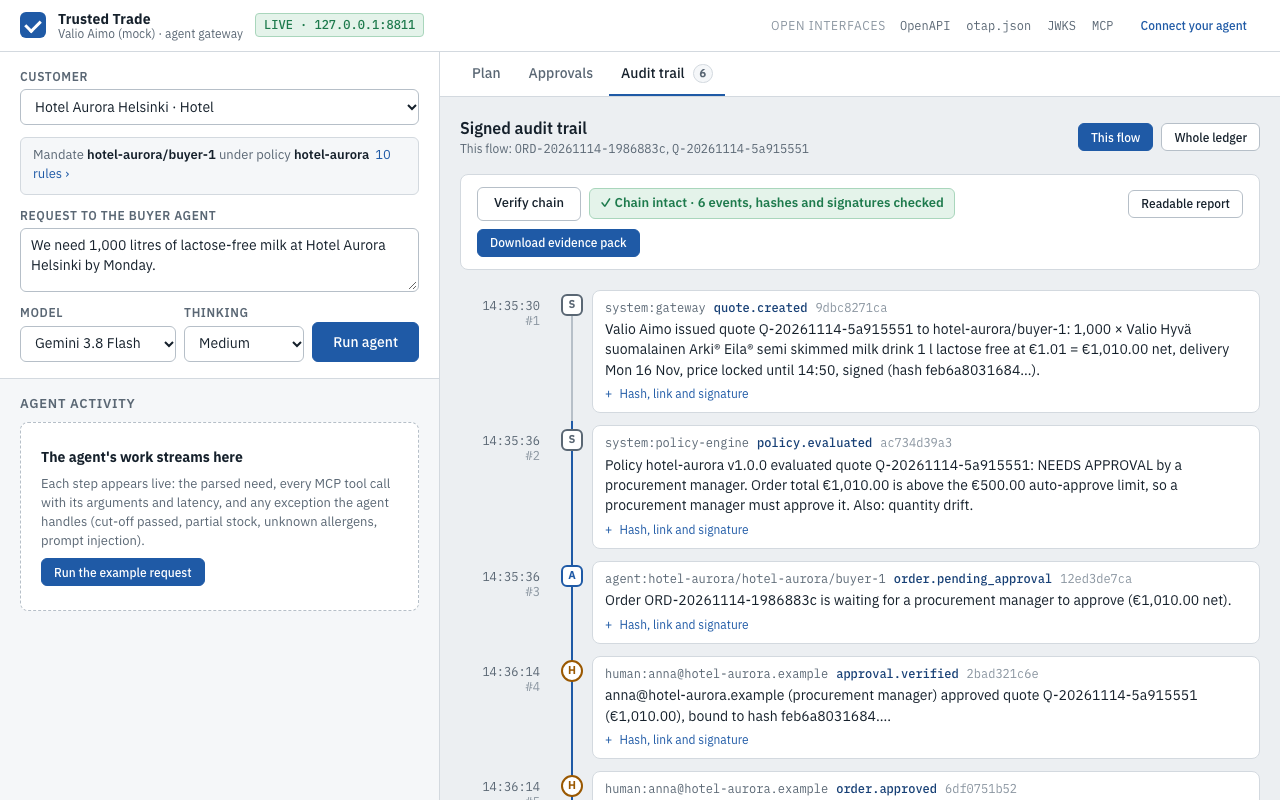 Trusted Trade
Valio Aimo (mock) · agent gateway
LIVE · 127.0.0.1:8811
OPEN INTERFACES OpenAPI otap.json JWKS MCP Connect your agent
CUSTOMER
Hotel Aurora Helsinki · Hotel
Mandate hotel-aurora/buyer-1 under policy hotel-aurora 10
rules ›
REQUEST TO THE BUYER AGENT
We need 1,000 litres of lactose-free milk at Hotel Aurora
Helsinki by Monday.
MODEL THINKING
Gemini 3.8 Flash Medium Run agent
AGENT ACTIVITY
The agent's work streams here
Each step appears live: the parsed need, every MCP tool call
with its arguments and latency, and any exception the agent
handles (cut-off passed, partial stock, unknown allergens,
prompt injection).
Run the example request
Plan Approvals Audit trail 6
Signed audit trail
This flow: ORD-20261114-1986883c, Q-20261114-5a915551
This flow Whole ledger
Verify chain ✓ Chain intact · 6 events, hashes and signatures checked Readable report
Download evidence pack
14:35:30 S system:gateway quote.created 9dbc8271ca
#1
Valio Aimo issued quote Q-20261114-5a915551 to hotel-aurora/buyer-1: 1,000 × Valio Hyvä
suomalainen Arki® Eila® semi skimmed milk drink 1 l lactose free at €1.01 = €1,010.00 net, delivery
Mon 16 Nov, price locked until 14:50, signed (hash feb6a8031684…).
+ Hash, link and signature
14:35:36 S system:policy-engine policy.evaluated ac734d39a3
#2
Policy hotel-aurora v1.0.0 evaluated quote Q-20261114-5a915551: NEEDS APPROVAL by a
procurement manager. Order total €1,010.00 is above the €500.00 auto-approve limit, so a
procurement manager must approve it. Also: quantity drift.
+ Hash, link and signature
14:35:36 A agent:hotel-aurora/hotel-aurora/buyer-1 order.pending_approval 12ed3de7ca
#3
Order ORD-20261114-1986883c is waiting for a procurement manager to approve (€1,010.00 net).
+ Hash, link and signature
14:36:14 H human:anna@hotel-aurora.example approval.verified 2bad321c6e
#4
anna@hotel-aurora.example (procurement manager) approved quote Q-20261114-5a915551
(€1,010.00), bound to hash feb6a8031684….
+ Hash, link and signature
14:36:14 H human:anna@hotel-aurora.example order.approved 6df0751b52